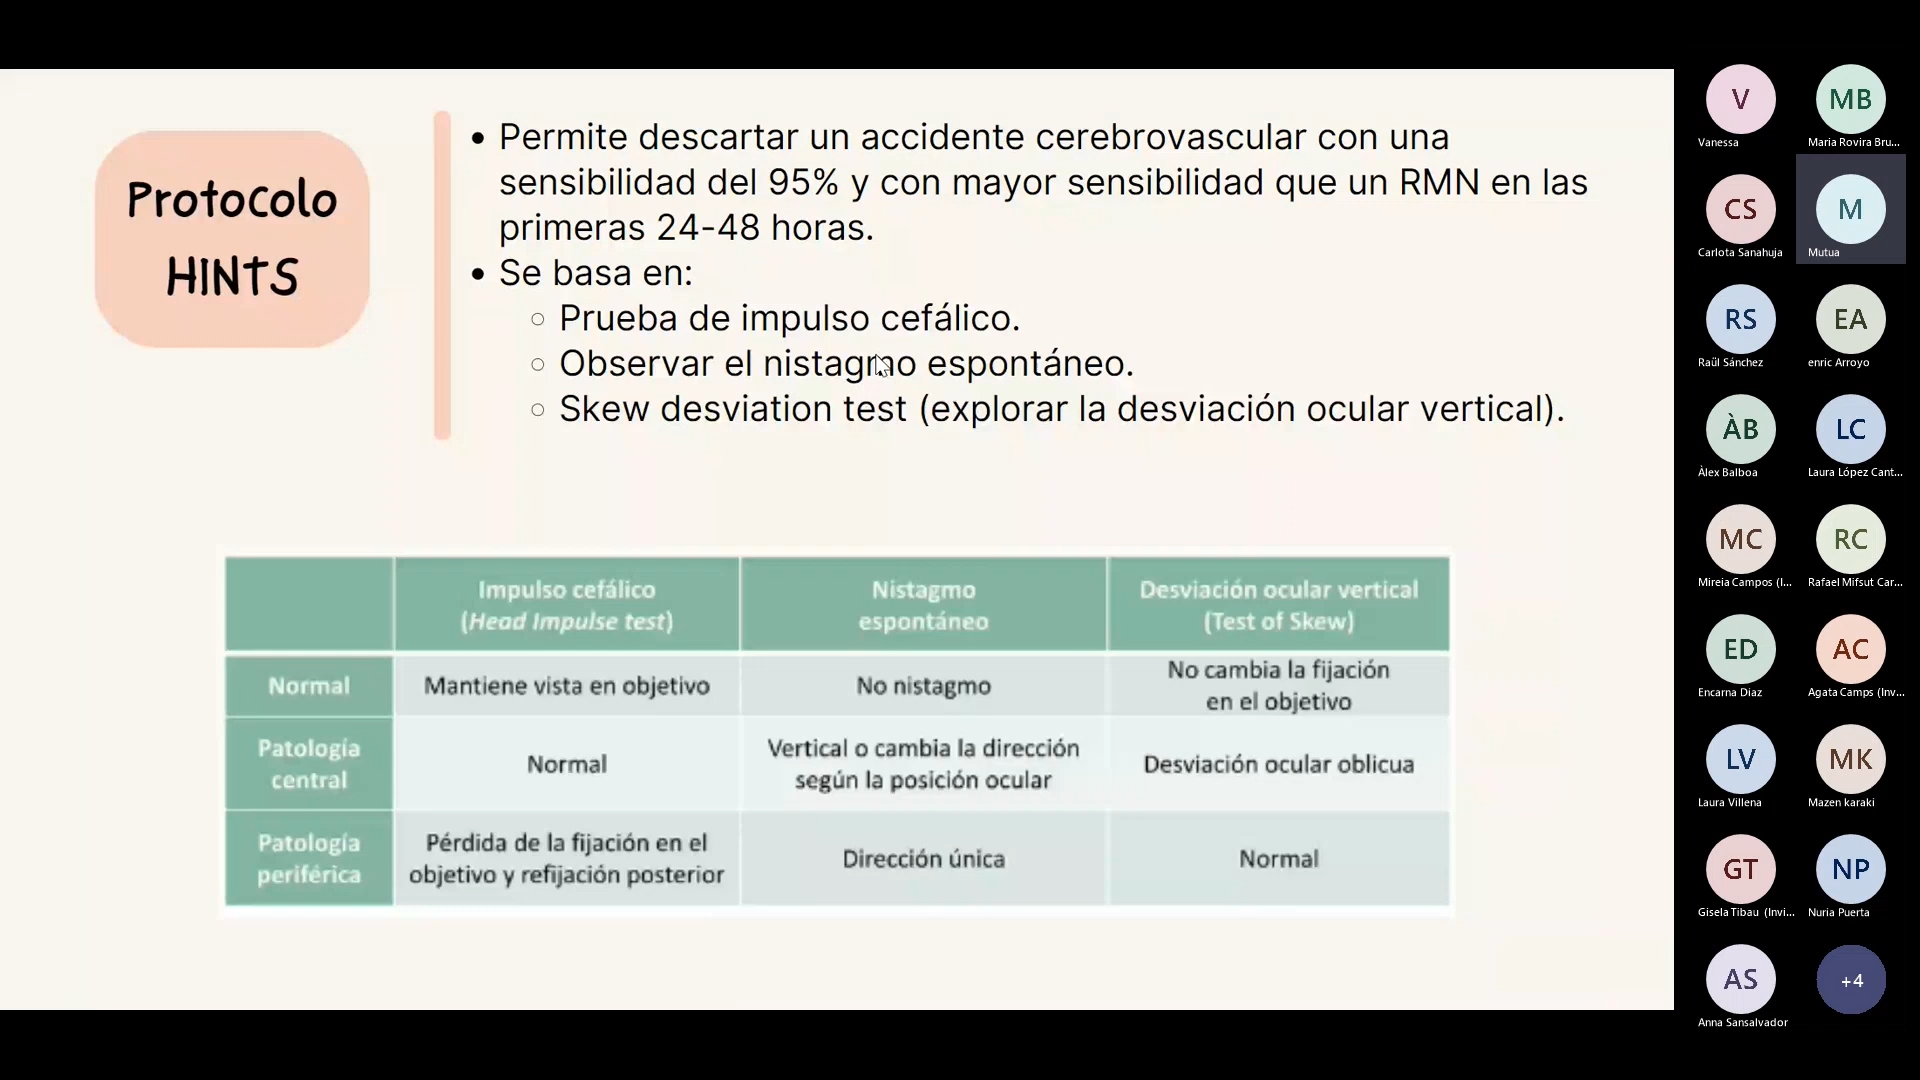 Protocolo
HINTS
• Permite descartar un accidente cerebrovascular con una
sensibilidad del 95% y con mayor sensibilidad que un RMN en las
primeras 24-48 horas.
• Se basa en:
○ Prueba de impulso cefálico.
○ Observar el nistagmo espontáneo.
○ Skew desviation test (explorar la desviación ocular vertical).
Impulso cefálico
(Head Impulse test)
Nistagmo
espontáneo
Desviación ocular vertical
(Test of Skew)
Normal
Mantiene vista en objetivo
No nistagmo
No cambia la fijación
en el objetivo
Patología
central
Normal
Vertical o cambia la dirección
según la posición ocular
Desviación ocular oblicua
Patología
periférica
Pérdida de la fijación en el
objetivo y refijación posterior
Dirección única
Normal
V
Vanessa
MB
Maria Rovira Bru...
CS
Carlota Sanahuja
M
Mutua
RS
Raül Sánchez
EA
enric Arroyo
ÀB
Àlex Balboa
LC
Laura López Cant...
MC
Mireia Campos (I...
RC
Rafael Mifsut Car...
ED
Encarna Diaz
AC
Agata Camps (Inv...
LV
Laura Villena
MK
Mazen karaki
GT
Gisela Tibau (Invi...
NP
Nuria Puerta
AS
Anna Sansalvador
+4